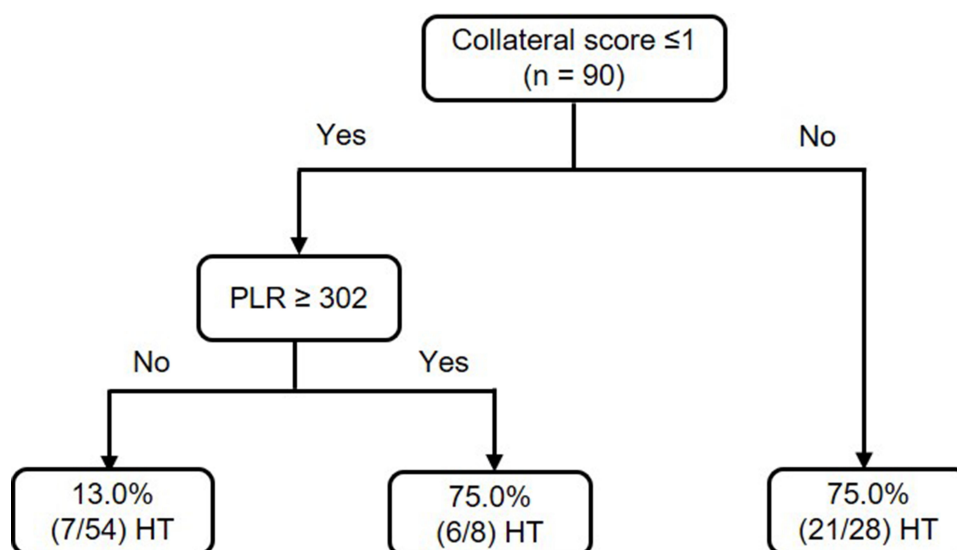 Collateral score ≤1
(n = 90)
Yes
No
PLR ≥ 302
No
Yes
13.0%
(7/54) HT
75.0%
(6/8) HT
75.0%
(21/28) HT